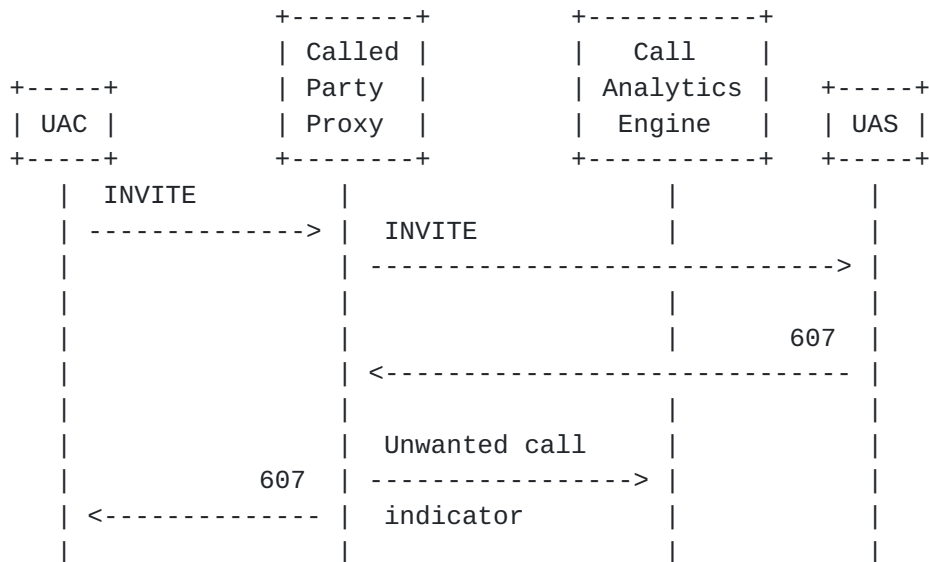 +--------+         +-----------+
| Called |         |   Call    |
+-----+          | Party  |         | Analytics |   +-----+
| UAC |          | Proxy  |         |  Engine   |   | UAS |
+-----+          +--------+         +-----------+   +-----+
|  INVITE         |                    |            |
| --------------> |  INVITE            |            |
|                 | ------------------------------> |
|                 |                    |            |
|                 |                    |       607  |
|                 | <------------------------------ |
|                 |                    |            |
|                 |  Unwanted call     |            |
|            607  | -----------------> |            |
| <-------------- |  indicator         |            |
|                 |                    |            |